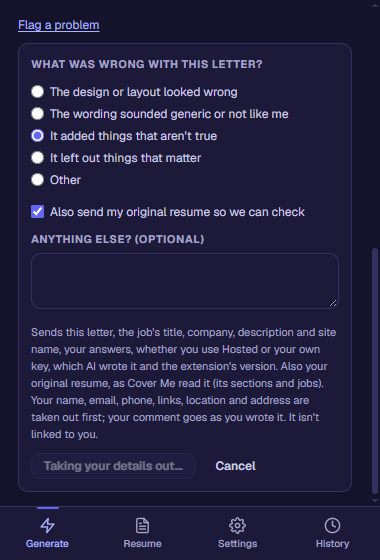 Flag a problem
WHAT WAS WRONG WITH THIS LETTER?
The design or layout looked wrong
The wording sounded generic or not like me
It added things that aren't true
It left out things that matter
Other
Also send my original resume so we can check
ANYTHING ELSE? (OPTIONAL)
Sends this letter, the job's title, company, description and site
name, your answers, whether you use Hosted or your own
key, which AI wrote it and the extension's version. Also your
original resume, as Cover Me read it (its sections and jobs).
Your name, email, phone, links, location and address are
taken out first; your comment goes as you wrote it. It isn't
linked to you.
Taking your details out... Cancel
Generate Resume Settings History